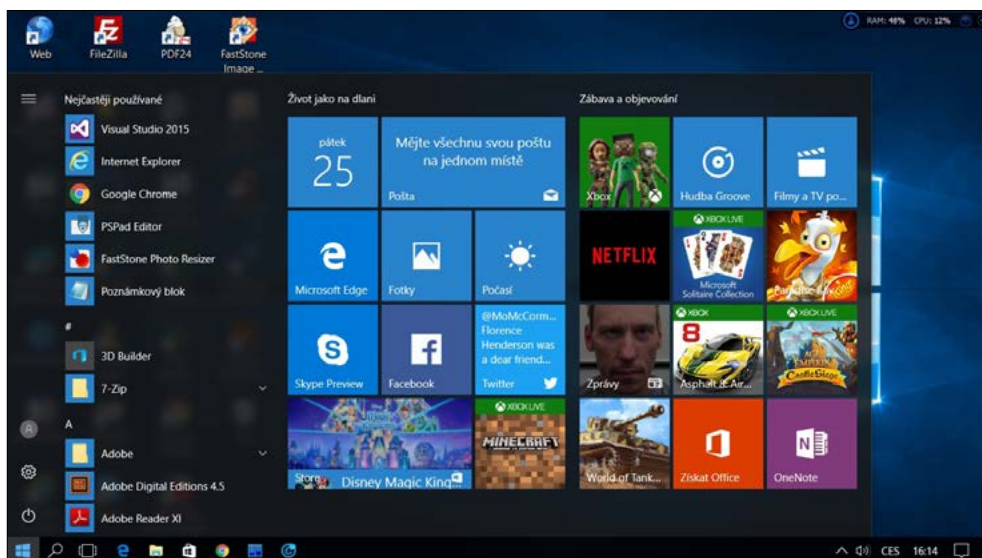 RAM: 48% CPU: 12%
Web
FileZilla
PDF24
FastStone
Image ...
Nejčastěji používané
Visual Studio 2015
Internet Explorer
Google Chrome
PSPad Editor
FastStone Photo Resizer
Poznámkový blok
#
3D Builder
7-Zip
A
Adobe
Adobe Digital Editions 4.5
Adobe Reader XI
Život jako na dlani
pátek
25
Mějte všechnu svou poštu
na jednom místě
Pošta
Microsoft Edge
Fotky
Počasí
Skype Preview
Facebook
@MoMcCorm...
Florence
Henderson was
a dear friend...
Twitter
XBOX LIVE
MINECRAFT
Store
Disney Magic King...
Zábava a objevování
Xbox
Hudba Groove
Filmy a TV po...
NETFLIX
XBOX LIVE
Microsoft
Solitaire Collection
Zprávy
XBOX
8
Asphalt 8: Air...
XBOX LIVE
Castle Siege
World of Tank...
Získat Office
OneNote
CES 16:14